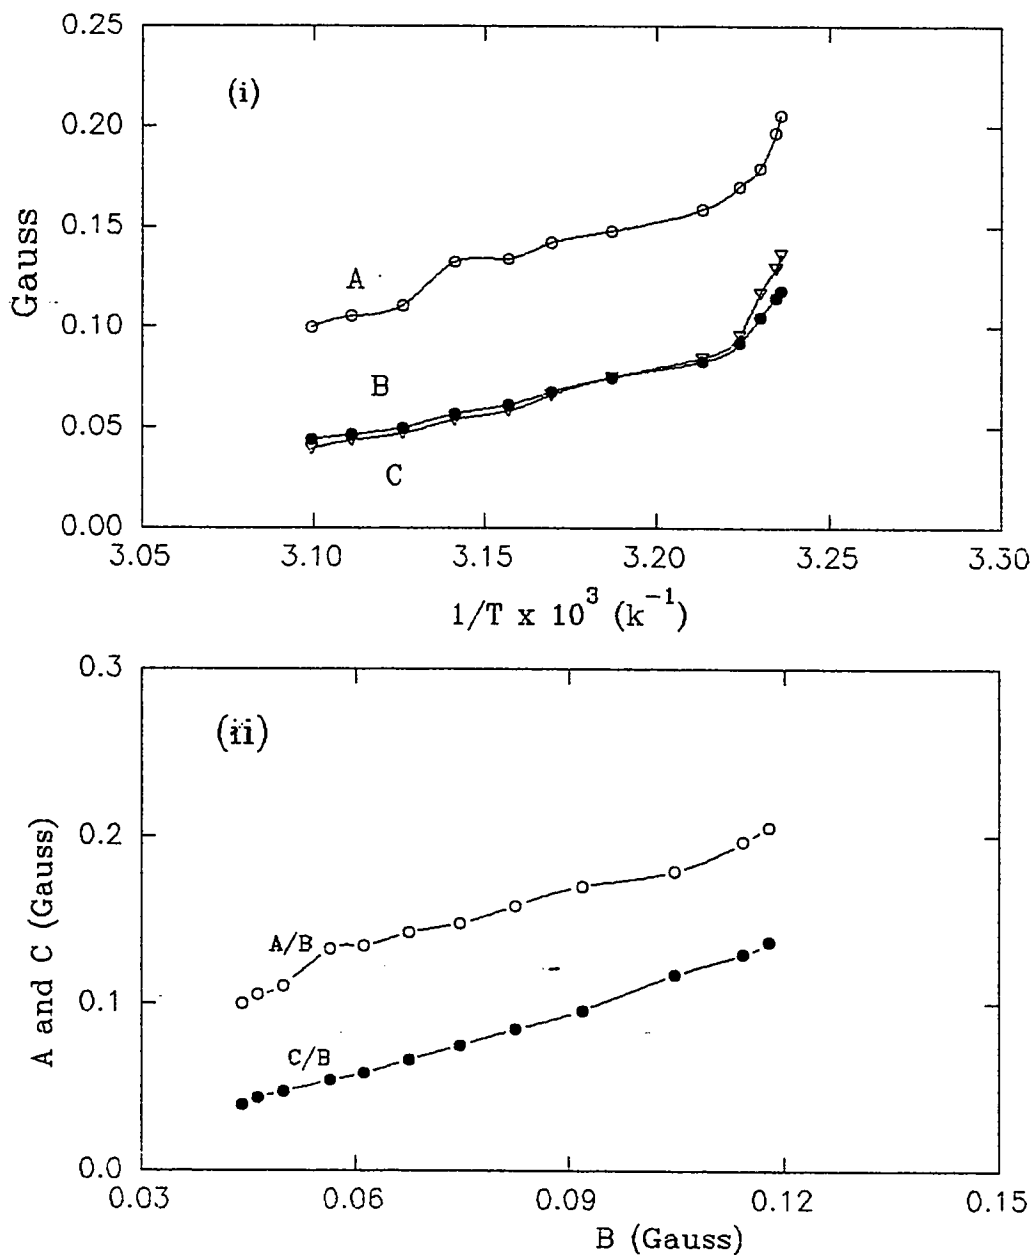 0.25
(i)
0.20
0.15
A
0.10
B
0.05
C
0.00
Gauss
3.05 3.10 3.15 3.20 3.25 3.30
1/T x 10³ (k⁻¹)
0.3
(ii)
0.2
A/B
0.1
C/B
0.0
A and C (Gauss)
0.03 0.06 0.09 0.12 0.15
B (Gauss)